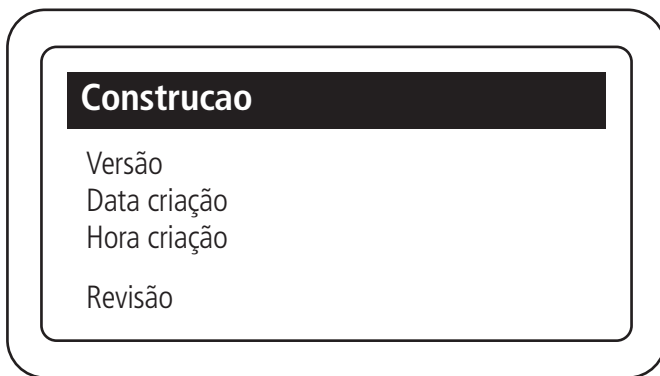 Construcao
Versão
Data criação
Hora criação
Revisão